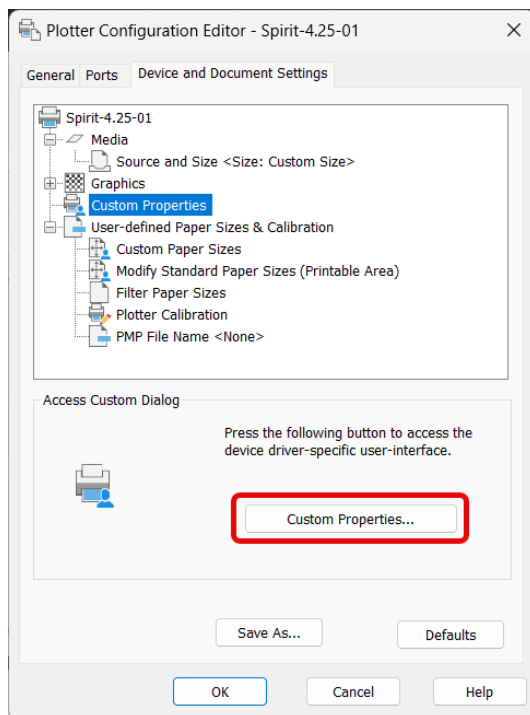 Plotter Configuration Editor - Spirit-4.25-01
General Ports Device and Document Settings
Spirit-4.25-01
Media
Source and Size <Size: Custom Size>
Graphics
Custom Properties
User-defined Paper Sizes & Calibration
Custom Paper Sizes
Modify Standard Paper Sizes (Printable Area)
Filter Paper Sizes
Plotter Calibration
PMP File Name <None>
Access Custom Dialog
Press the following button to access the
device driver-specific user-interface.
Custom Properties...
Save As... Defaults
OK Cancel Help